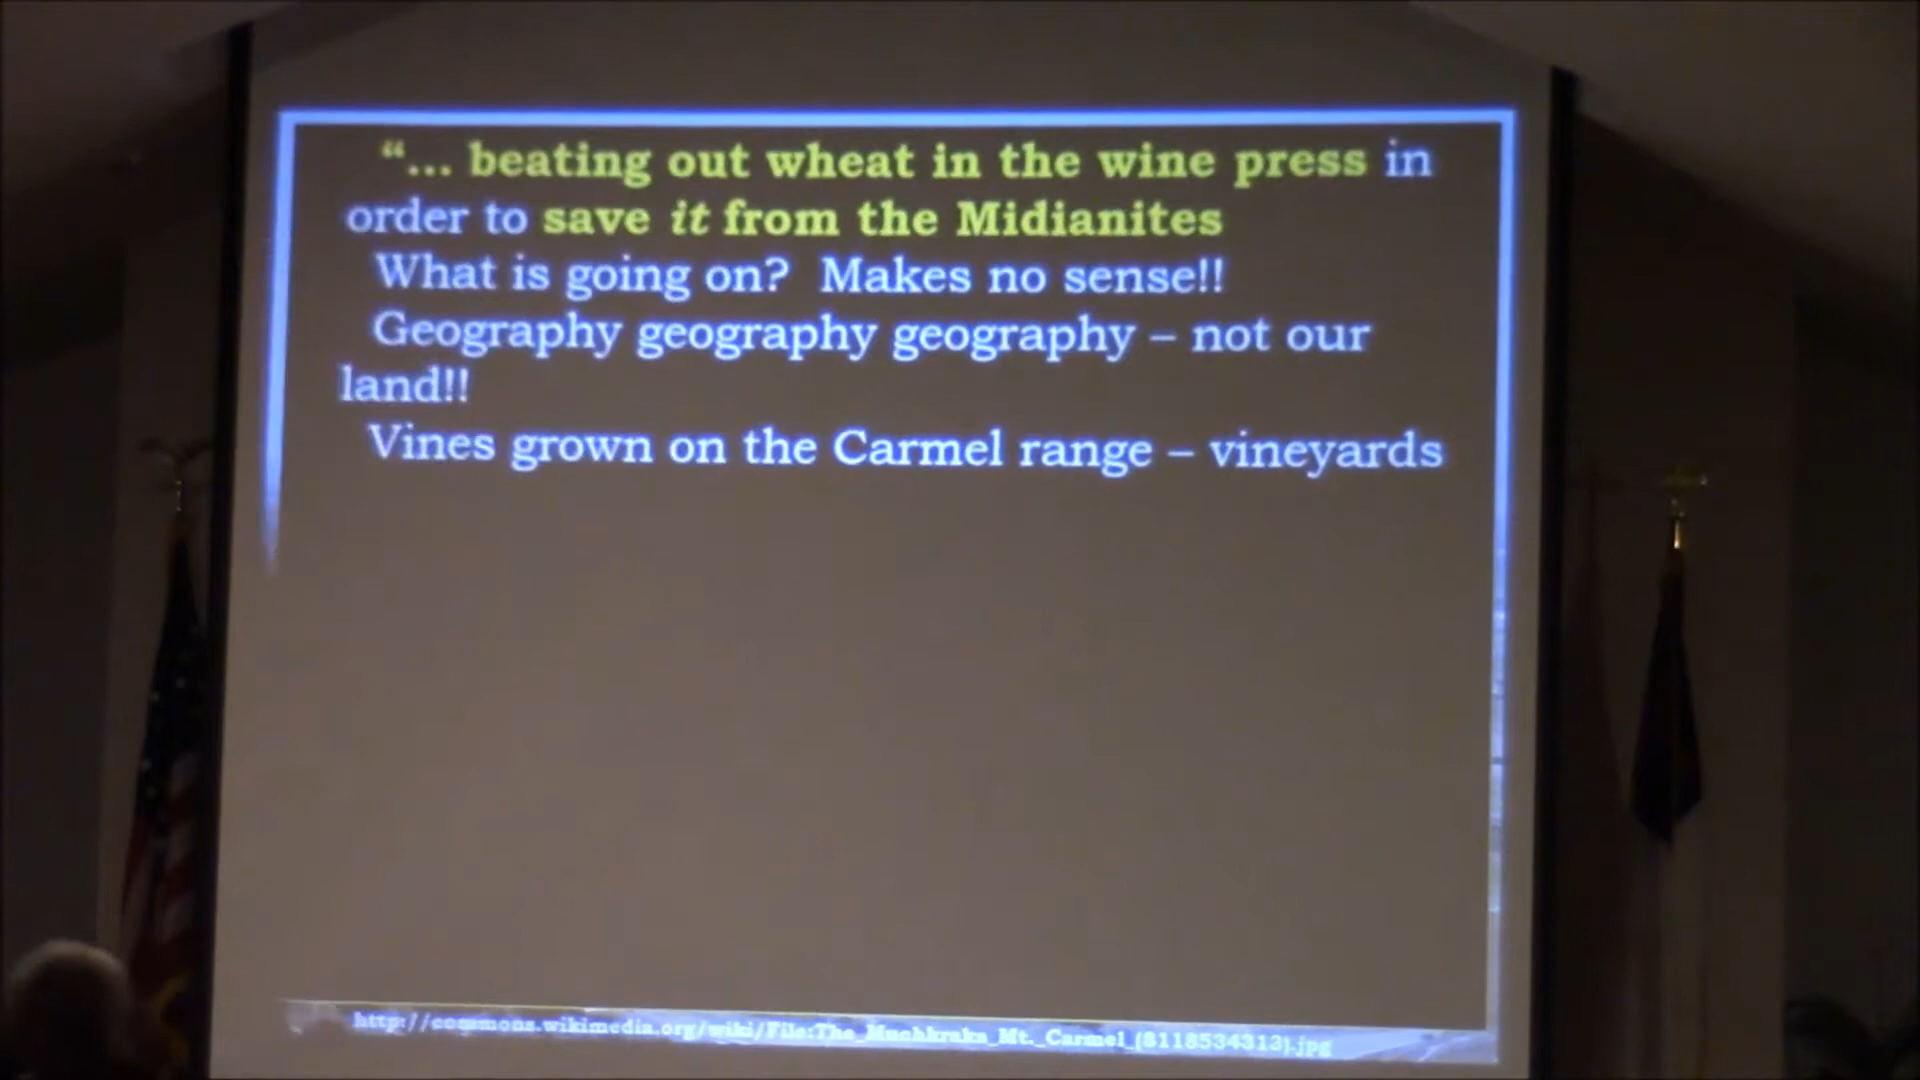 “... beating out wheat in the wine press in
order to save it from the Midianites
What is going on?  Makes no sense!!
Geography geography geography – not our
land!!
Vines grown on the Carmel range – vineyards
http://commons.wikimedia.org/wiki/File:The_Muchkraka_Mt._Carmel_(8118534313).jpg